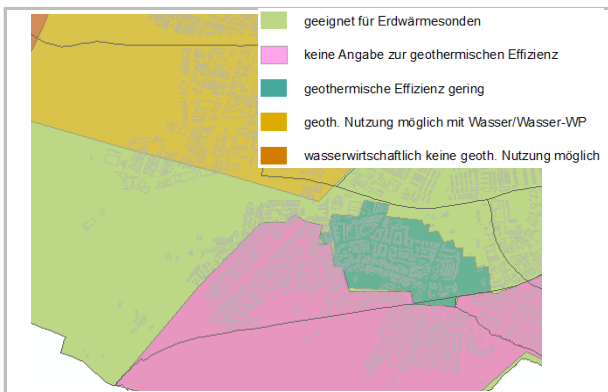 geeignet für Erdwärmesonden
keine Angabe zur geothermischen Effizienz
geothermische Effizienz gering
geoth. Nutzung möglich mit Wasser/Wasser-WP
wasserwirtschaftlich keine geoth. Nutzung möglich